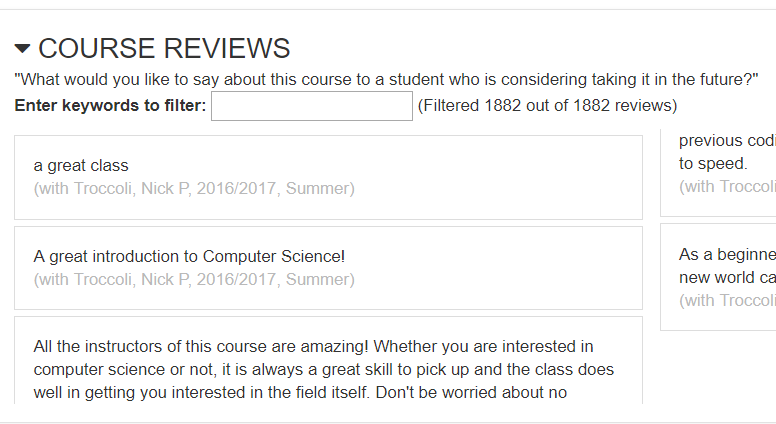 COURSE REVIEWS
"What would you like to say about this course to a student who is considering taking it in the future?"
Enter keywords to filter: (Filtered 1882 out of 1882 reviews)
a great class
(with Troccoli, Nick P, 2016/2017, Summer)
A great introduction to Computer Science!
(with Troccoli, Nick P, 2016/2017, Summer)
All the instructors of this course are amazing! Whether you are interested in
computer science or not, it is always a great skill to pick up and the class does
well in getting you interested in the field itself. Don't be worried about no
previous codi
to speed.
(with Troccoli
As a beginne
new world ca
(with Troccoli